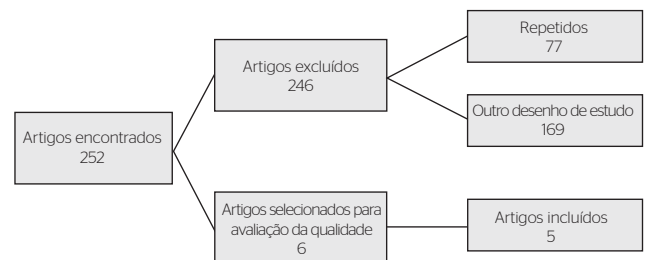 Repetidos
77
Artigos excluídos
246
Outro desenho de estudo
169
Artigos encontrados
252
Artigos selecionados para
avaliação da qualidade
6
Artigos incluídos
5